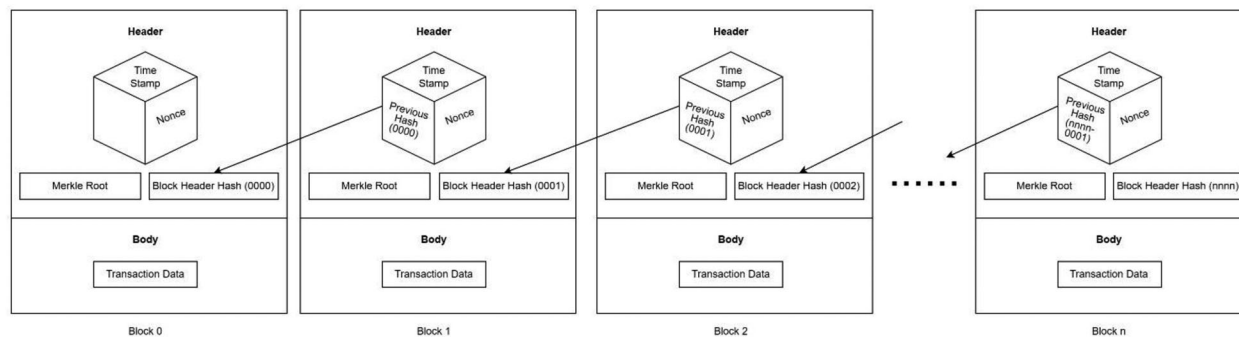 Header
Time
Stamp
Nonce
Merkle Root
Block Header Hash (0000)
Body
Transaction Data
Block 0
Header
Time
Stamp
Previous
Hash
(0000)
Nonce
Merkle Root
Block Header Hash (0001)
Body
Transaction Data
Block 1
Header
Time
Stamp
Previous
Hash
(0001)
Nonce
Merkle Root
Block Header Hash (0002)
Body
Transaction Data
Block 2
......
Header
Time
Stamp
Previous
Hash
(nnnn-
0001)
Nonce
Merkle Root
Block Header Hash (nnnn)
Body
Transaction Data
Block n